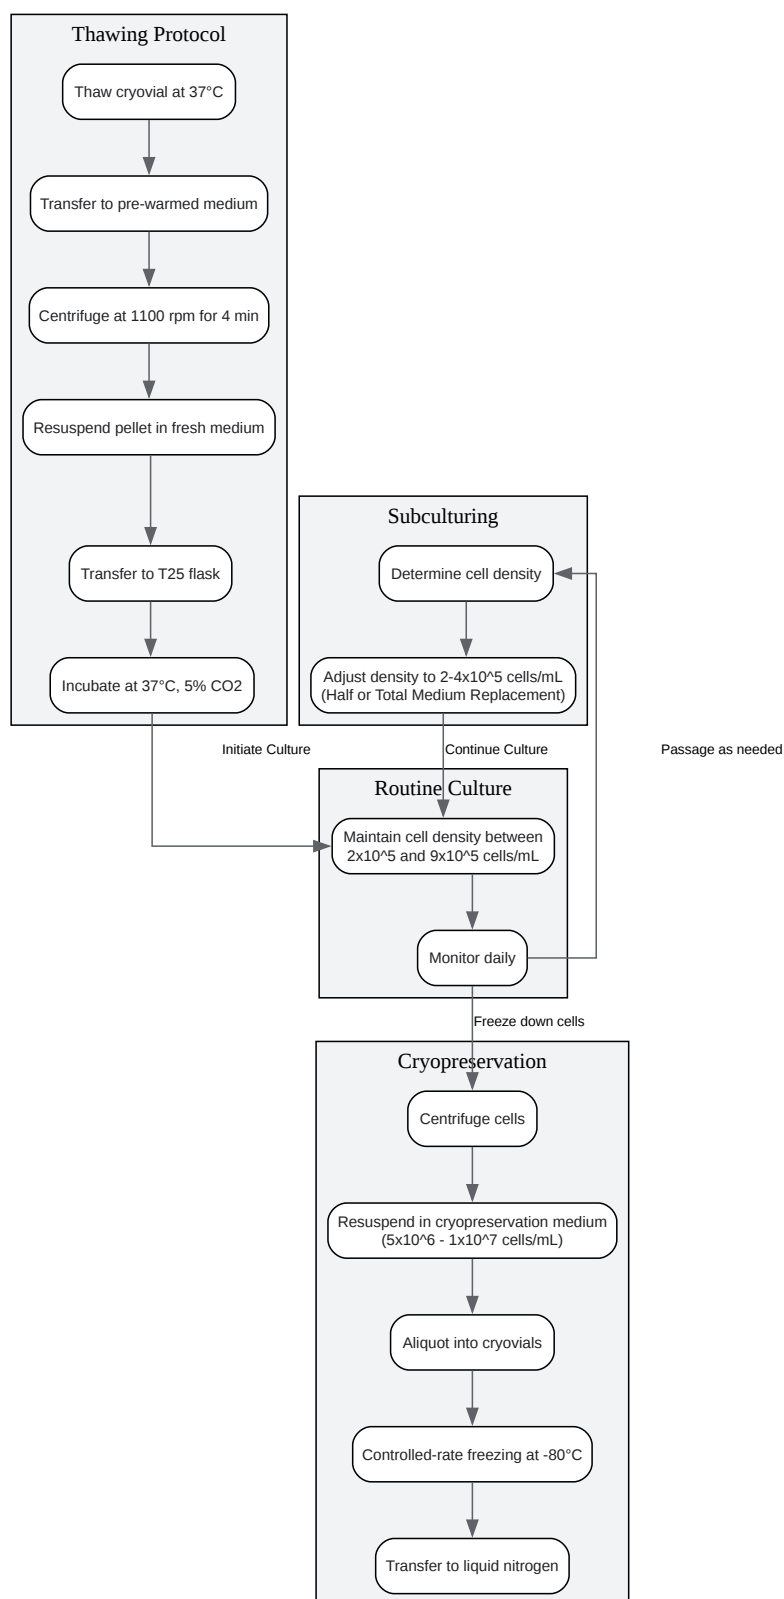 Thawing Protocol
Thaw cryovial at 37°C
Transfer to pre-warmed medium
Centrifuge at 1100 rpm for 4 min
Resuspend pellet in fresh medium
Transfer to T25 flask
Incubate at 37°C, 5% CO2
Subculturing
Determine cell density
Adjust density to 2-4x10^5 cells/mL
(Half or Total Medium Replacement)
Initiate Culture
Continue Culture
Passage as needed
Routine Culture
Maintain cell density between
2x10^5 and 9x10^5 cells/mL
Monitor daily
Freeze down cells
Cryopreservation
Centrifuge cells
Resuspend in cryopreservation medium
(5x10^6 - 1x10^7 cells/mL)
Aliquot into cryovials
Controlled-rate freezing at -80°C
Transfer to liquid nitrogen